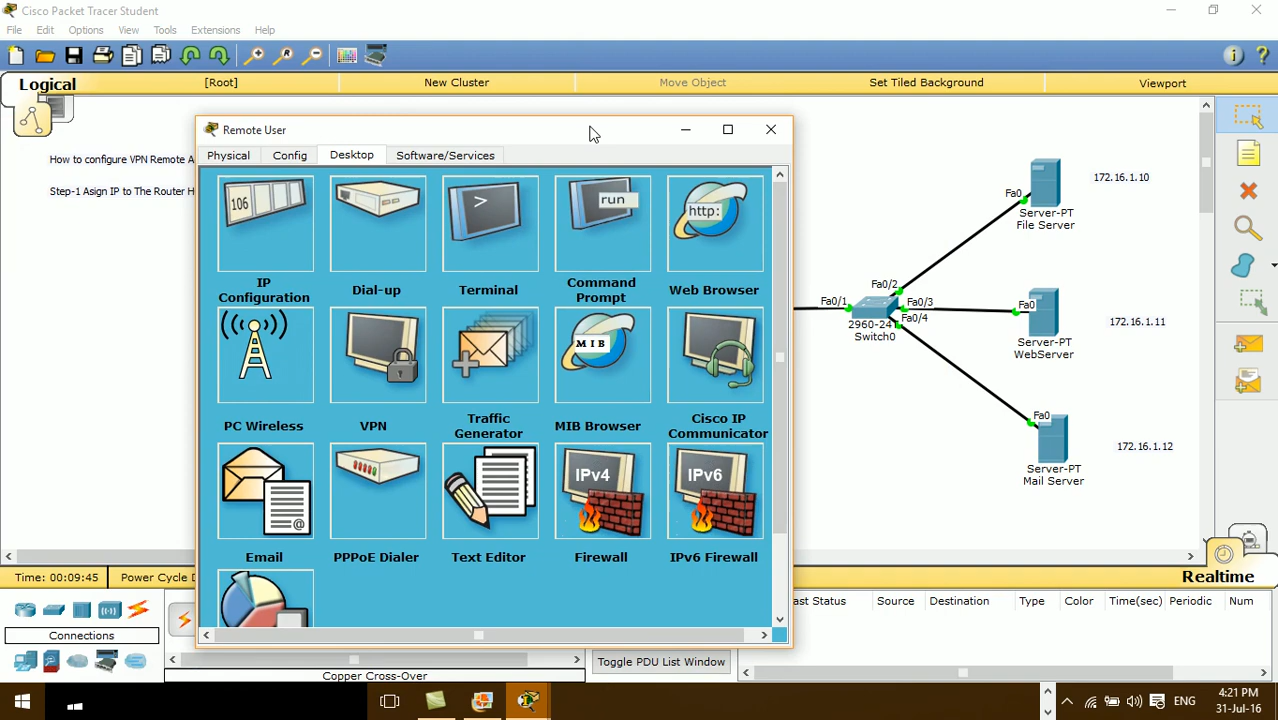 Cisco Packet Tracer Student
File Edit Options View Tools Extensions Help
Logical [Root] New Cluster Move Object Set Tiled Background Viewport
How to configure VPN Remote A
Step-1 Asign IP to The Router H
Remote User
Physical Config Desktop Software/Services
106
>
run
http:
IP Configuration
Dial-up
Terminal
Command Prompt
Web Browser
MIB
PC Wireless
VPN
Traffic Generator
MIB Browser
Cisco IP Communicator
@
IPv4
IPv6
Email
PPPoE Dialer
Text Editor
Firewall
IPv6 Firewall
Fa0
172.16.1.10
Server-PT
File Server
Fa0/1
Fa0/2
Fa0/3
Fa0/4
2960-24
Switch0
Fa0
172.16.1.11
Server-PT
WebServer
Fa0
172.16.1.12
Server-PT
Mail Server
Time: 00:09:45 Power Cycle D
Realtime
Connections
Copper Cross-Over
Toggle PDU List Window
ast Status Source Destination Type Color Time(sec) Periodic Num
ENG
4:21 PM
31-Jul-16